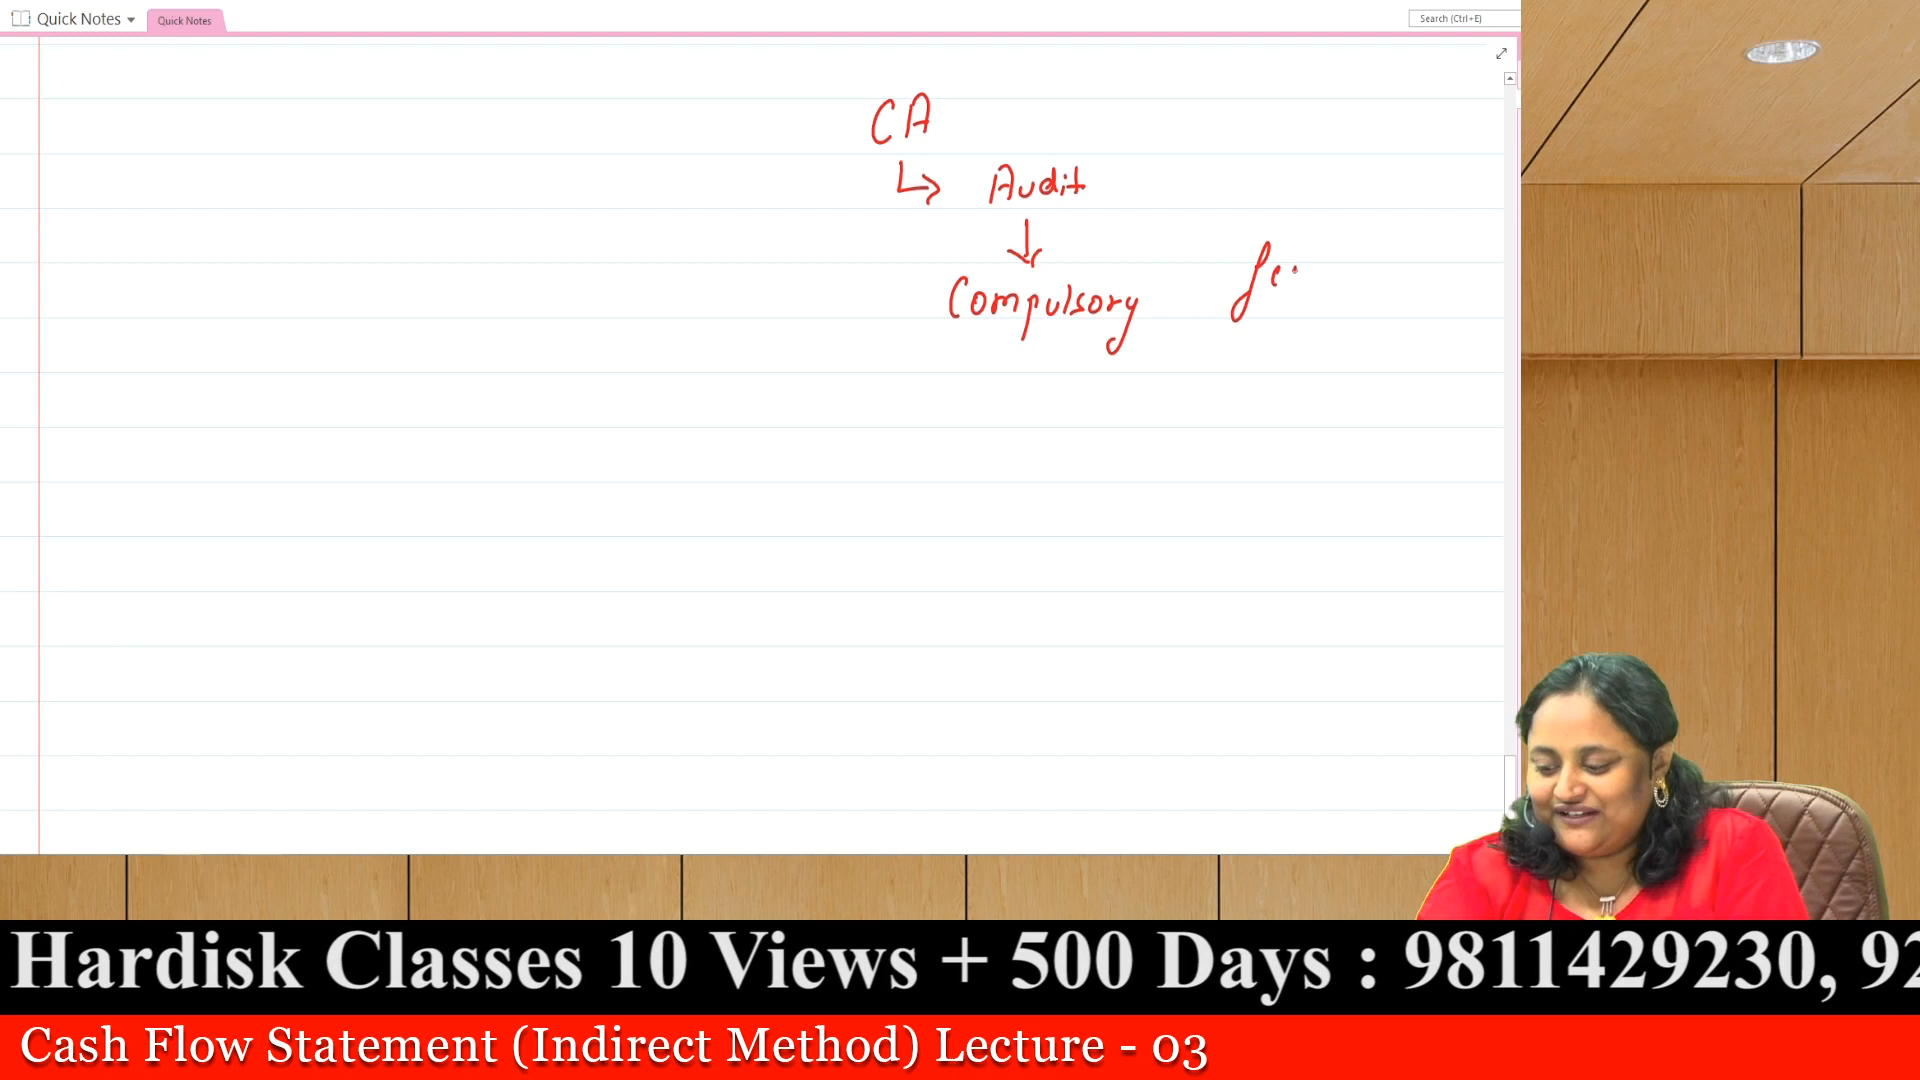 Quick Notes
Quick Notes
Search (Ctrl+E)
CA
Audit
Compulsory
Hardisk Classes 10 Views + 500 Days : 9811429230, 92
Cash Flow Statement (Indirect Method) Lecture - 03